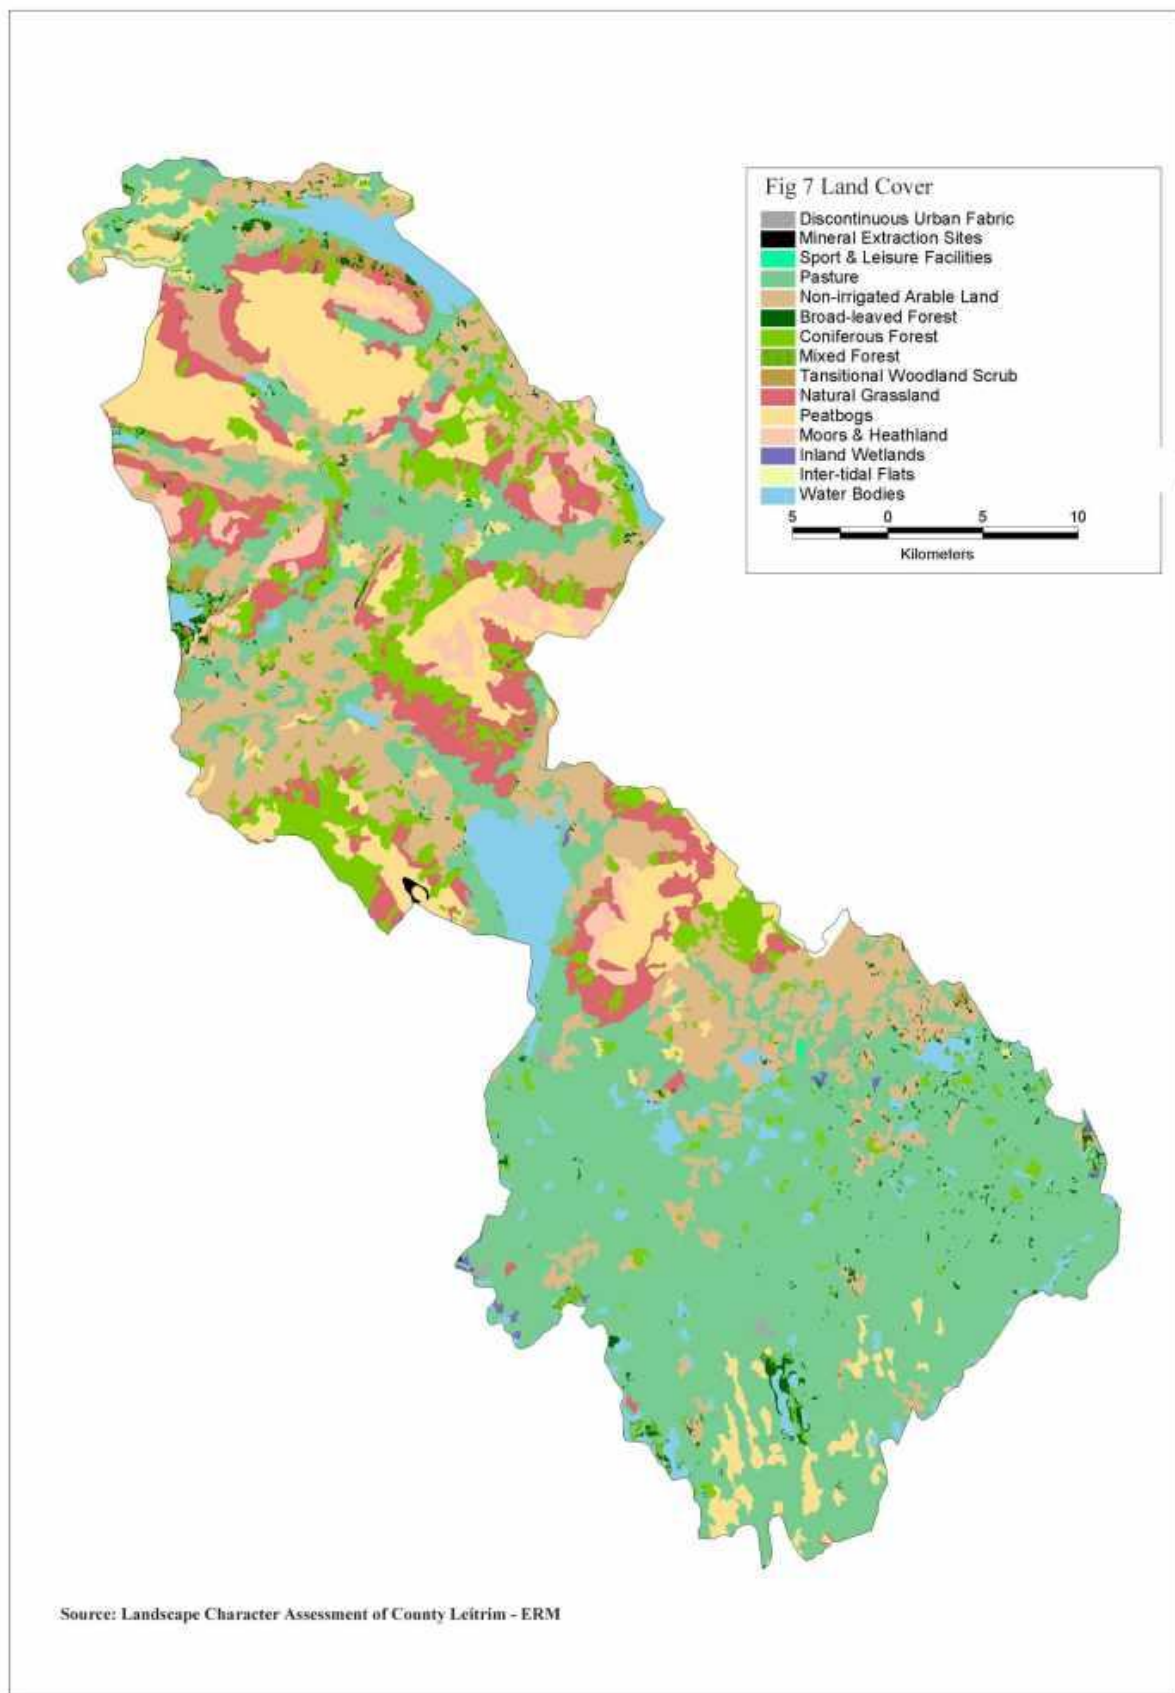 Fig 7 Land Cover
Discontinuous Urban Fabric
Mineral Extraction Sites
Sport & Leisure Facilities
Pasture
Non-irrigated Arable Land
Broad-leaved Forest
Coniferous Forest
Mixed Forest
Tansitional Woodland Scrub
Natural Grassland
Peatbogs
Moors & Heathland
Inland Wetlands
Inter-tidal Flats
Water Bodies
5 0 5 10
Kilometers
Source: Landscape Character Assessment of County Leitrim - ERM